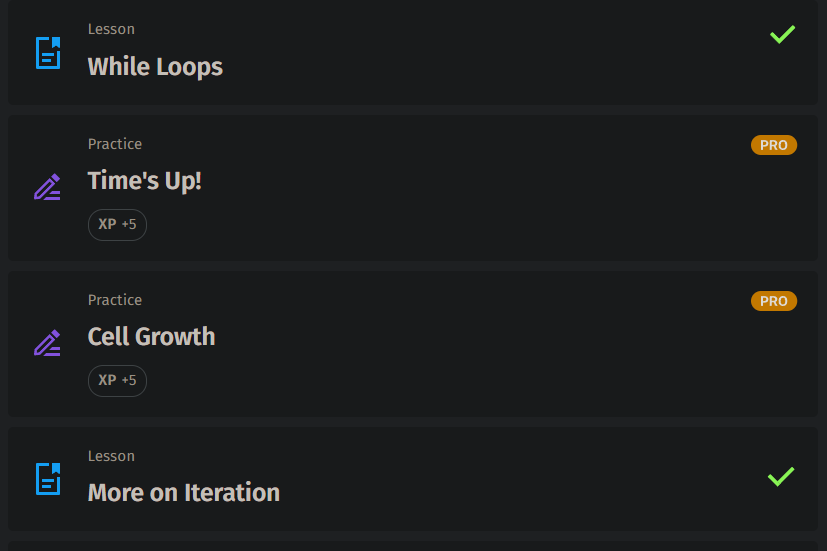 Lesson
While Loops
Practice
PRO
Time's Up!
XP +5
Practice
PRO
Cell Growth
XP +5
Lesson
More on Iteration